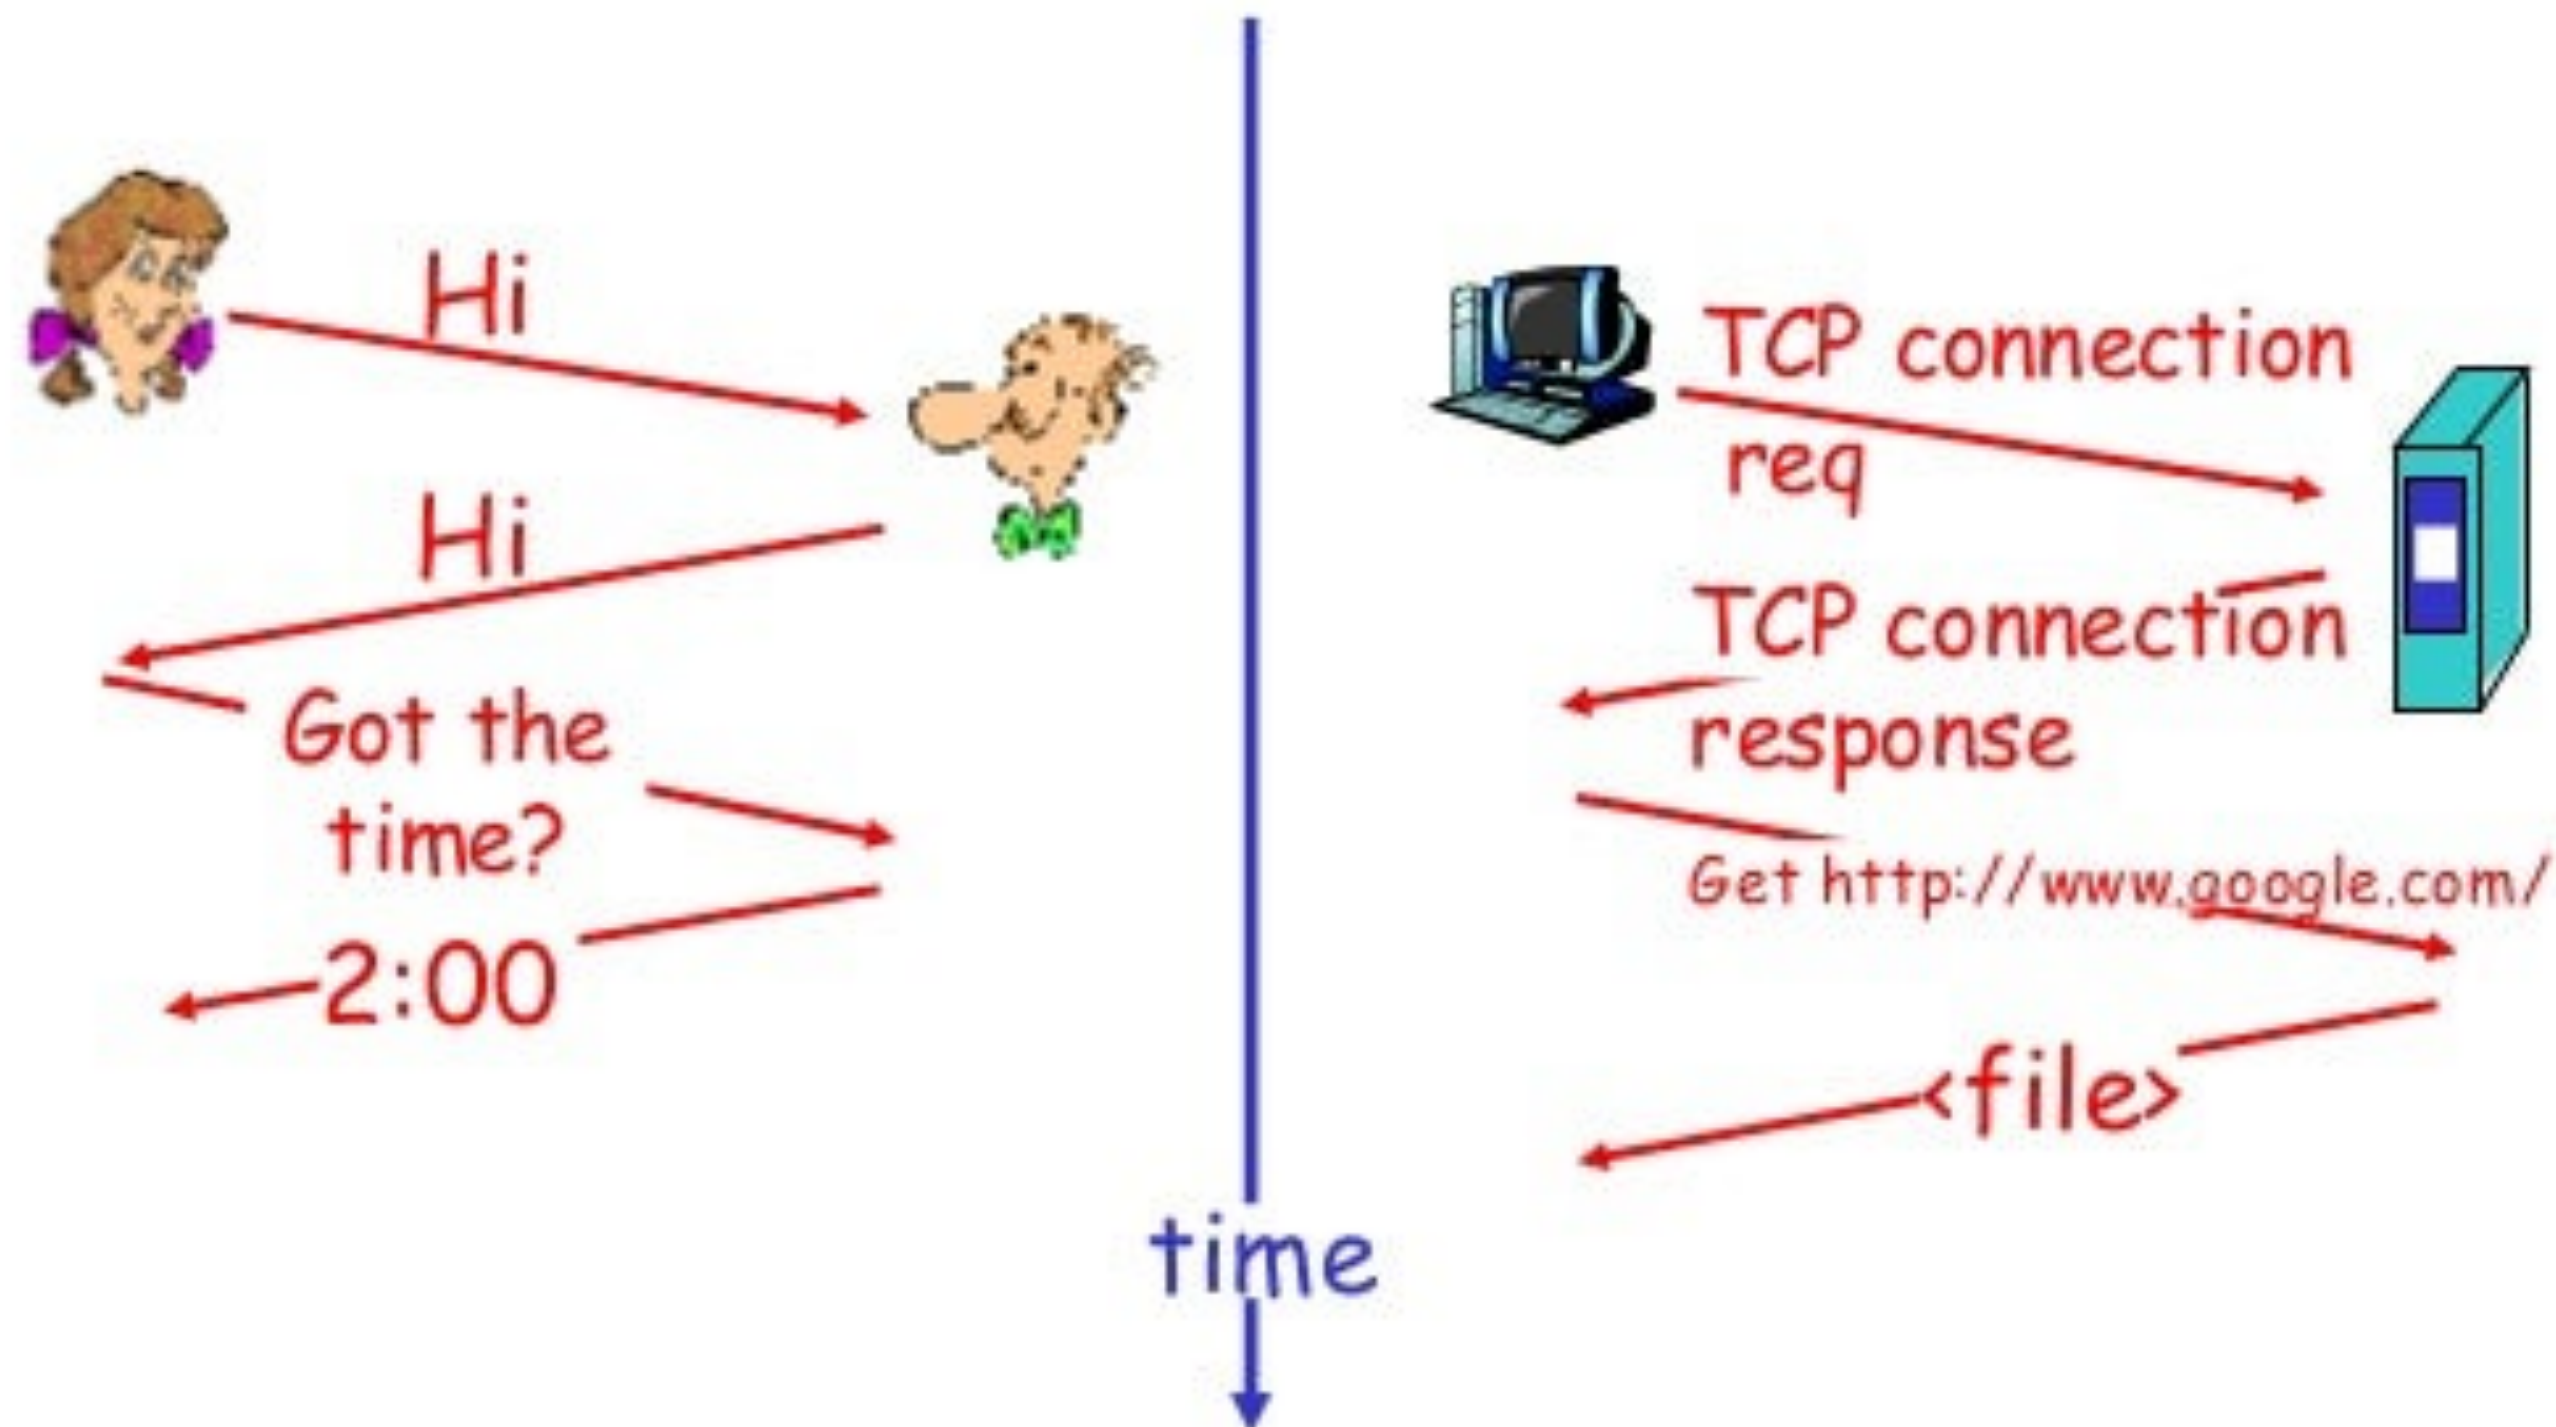 Hi
Hi
Got the
time?
2:00
time
TCP connection
req
TCP connection
response
Get http://www.google.com/
<file>